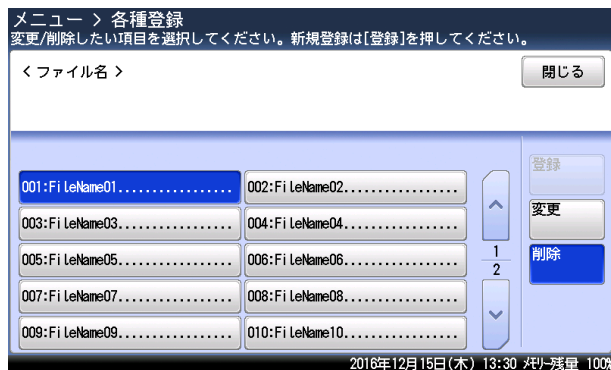 メニュー > 各種登録
変更/削除したい項目を選択してください。新規登録は[登録]を押してください。
<ファイル名>
閉じる
登録
001:FileName01.................
002:FileName02.................
変更
003:FileName03.................
004:FileName04.................
1
2
削除
005:FileName05.................
006:FileName06.................
007:FileName07.................
008:FileName08.................
009:FileName09.................
010:FileName10.................
2016年12月15日(木) 13:30 メモリー残量 100%